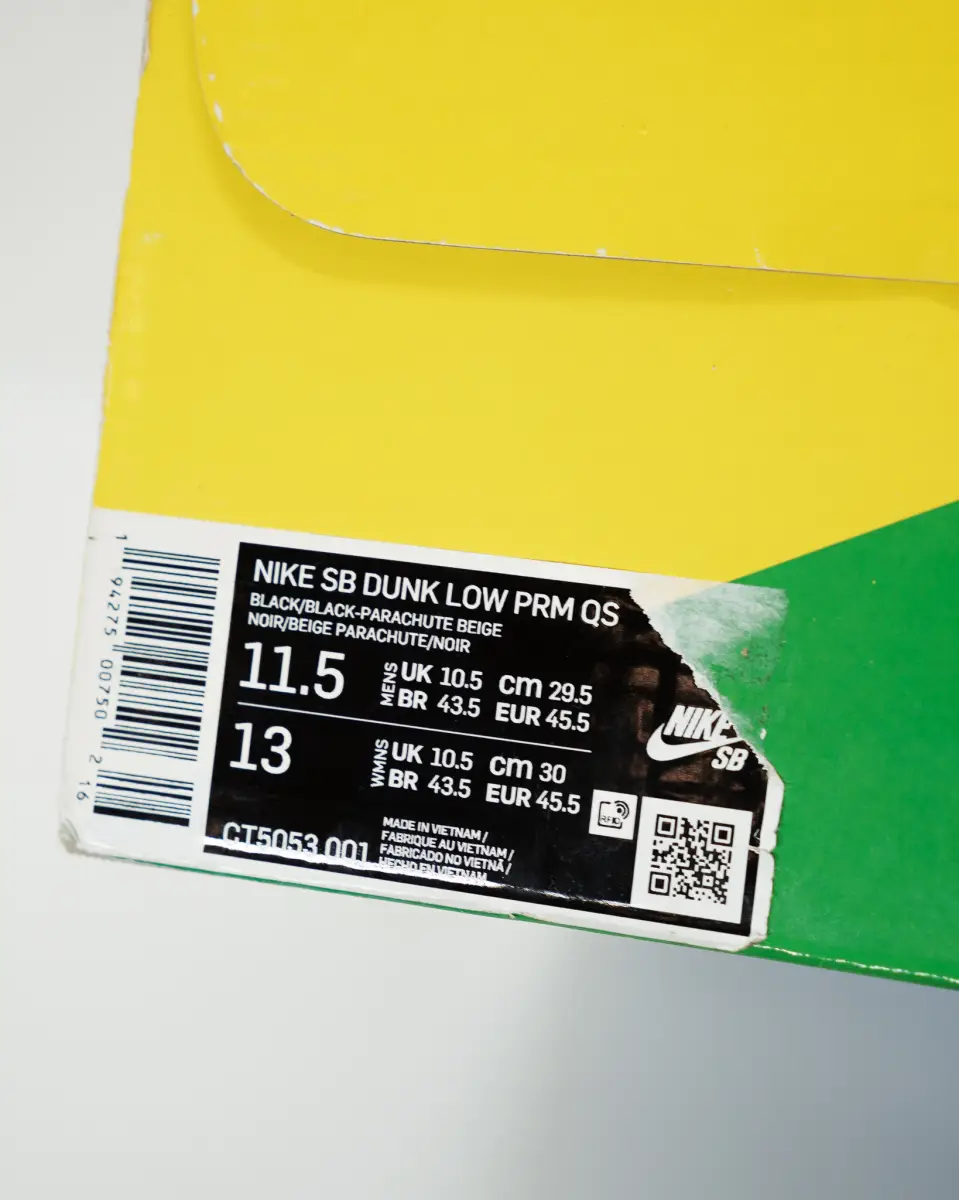 NIKE SB DUNK LOW PRM QS
BLACK/BLACK-PARACHUTE BEIGE
NOIR/BEIGE PARACHUTE/NOIR
11.5
MENS
UK 10.5 cm 29.5
BR 43.5 EUR 45.5
13
WMNS
UK 10.5 cm 30
BR 43.5 EUR 45.5
CT5053 001
MADE IN VIETNAM /
FABRIQUE AU VIETNAM /
FABRICADO NO VIETNÃ /
HECHO EN VIETNAM
RFID
NIKE
SB
1 94275 00750 2 16